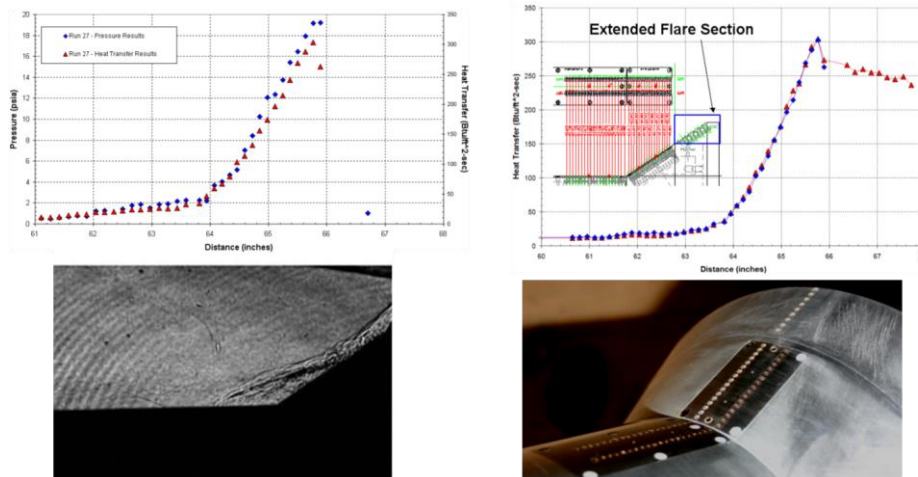 20
18
16
14
12
10
8
6
4
2
0
Pressure (psia)
Run 27 - Pressure Results
Run 27 - Heat Transfer Results
350
300
250
200
150
100
50
0
Heat Transfer (Btu/ft^2-sec)
61 62 63 64 65 66 67
Distance (inches)
350
300
250
200
150
100
50
0
Heat Transfer (Btu/ft^2-sec)
Extended Flare Section
60 61 62 63 64 65 66 67 68
Distance (inches)